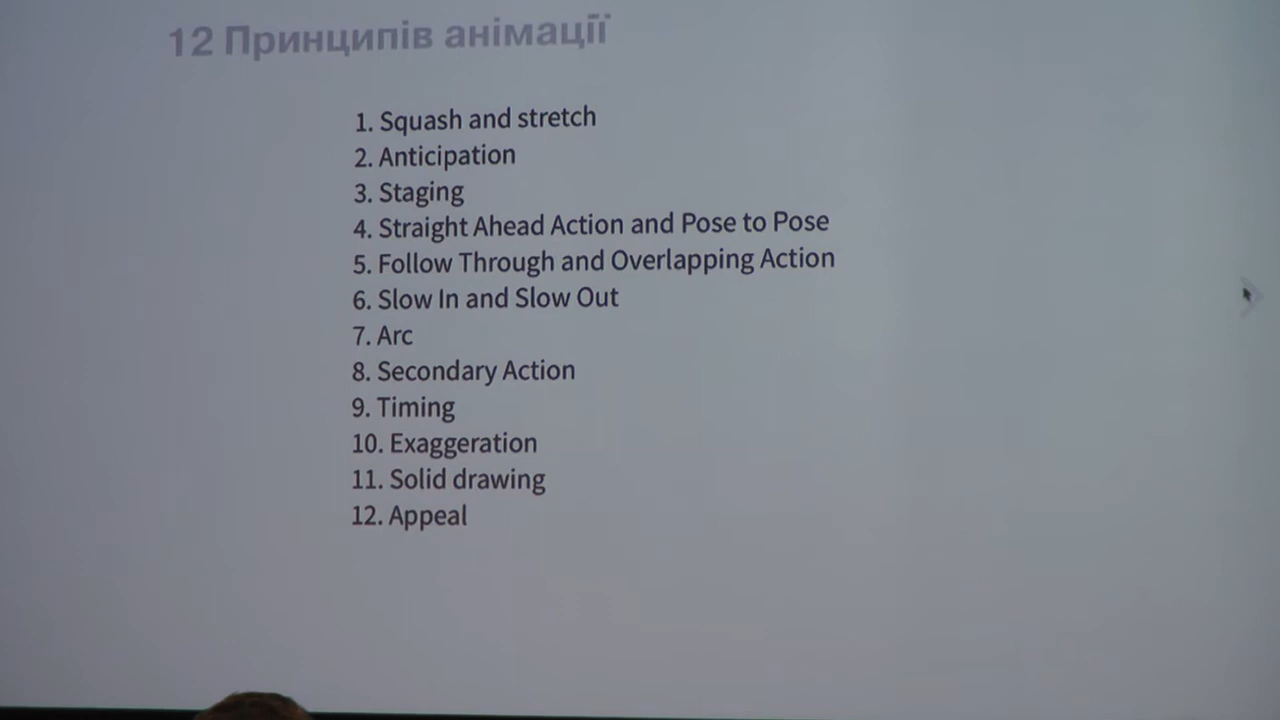 12 Принципів анімації
1. Squash and stretch
2. Anticipation
3. Staging
4. Straight Ahead Action and Pose to Pose
5. Follow Through and Overlapping Action
6. Slow In and Slow Out
7. Arc
8. Secondary Action
9. Timing
10. Exaggeration
11. Solid drawing
12. Appeal